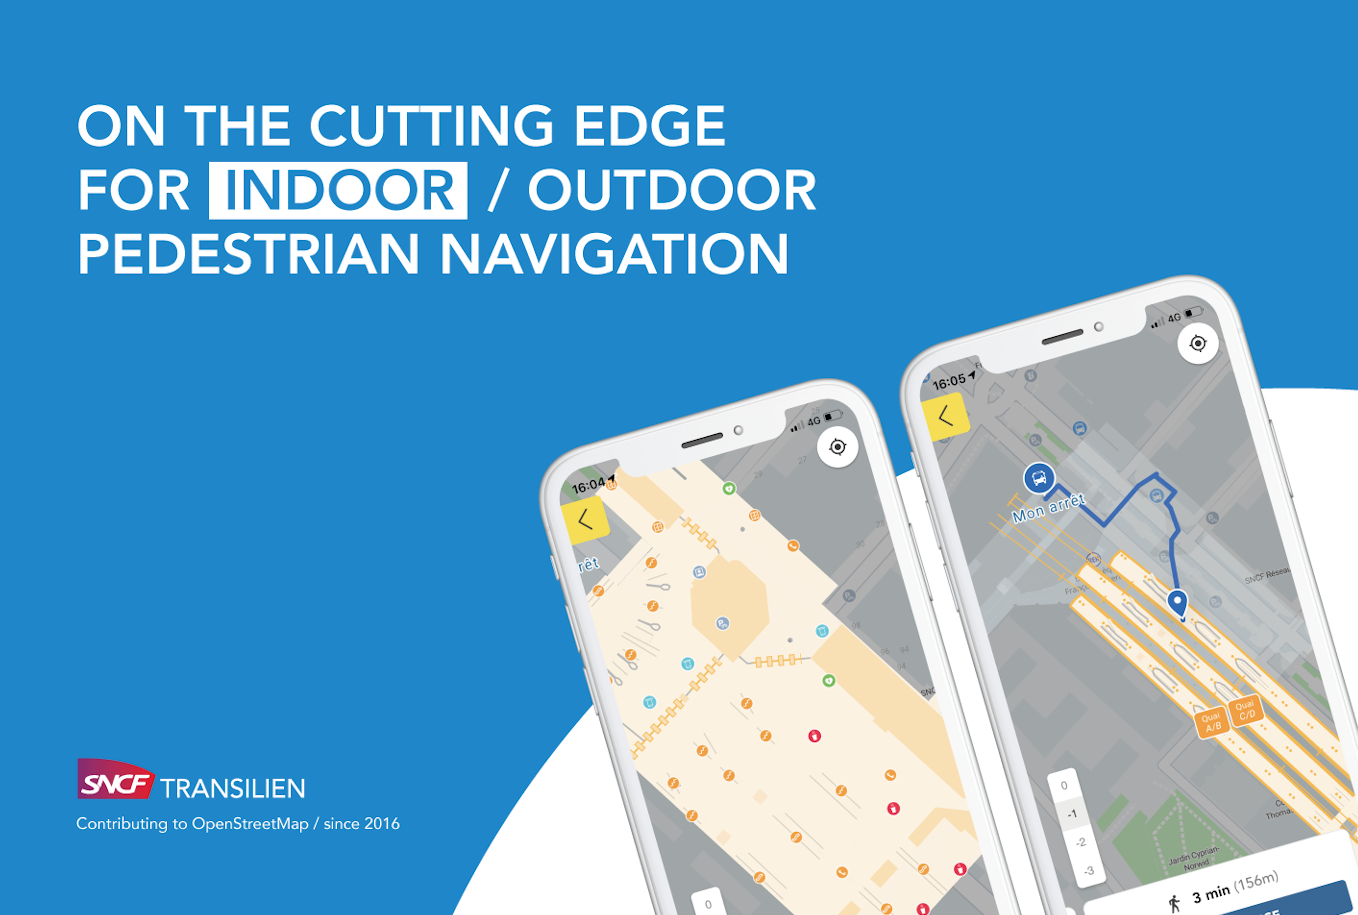 ON THE CUTTING EDGE
FOR INDOOR / OUTDOOR
PEDESTRIAN NAVIGATION
SNCF TRANSILIEN
Contributing to OpenStreetMap / since 2016
16:04
4G
rêt
0
16:05
4G
Mon arrêt
SNCF Réseau
Quai
A/B
Quai
C/D
0
-1
-2
-3
Jardin Cyprian-
Norwid
3 min (156m)